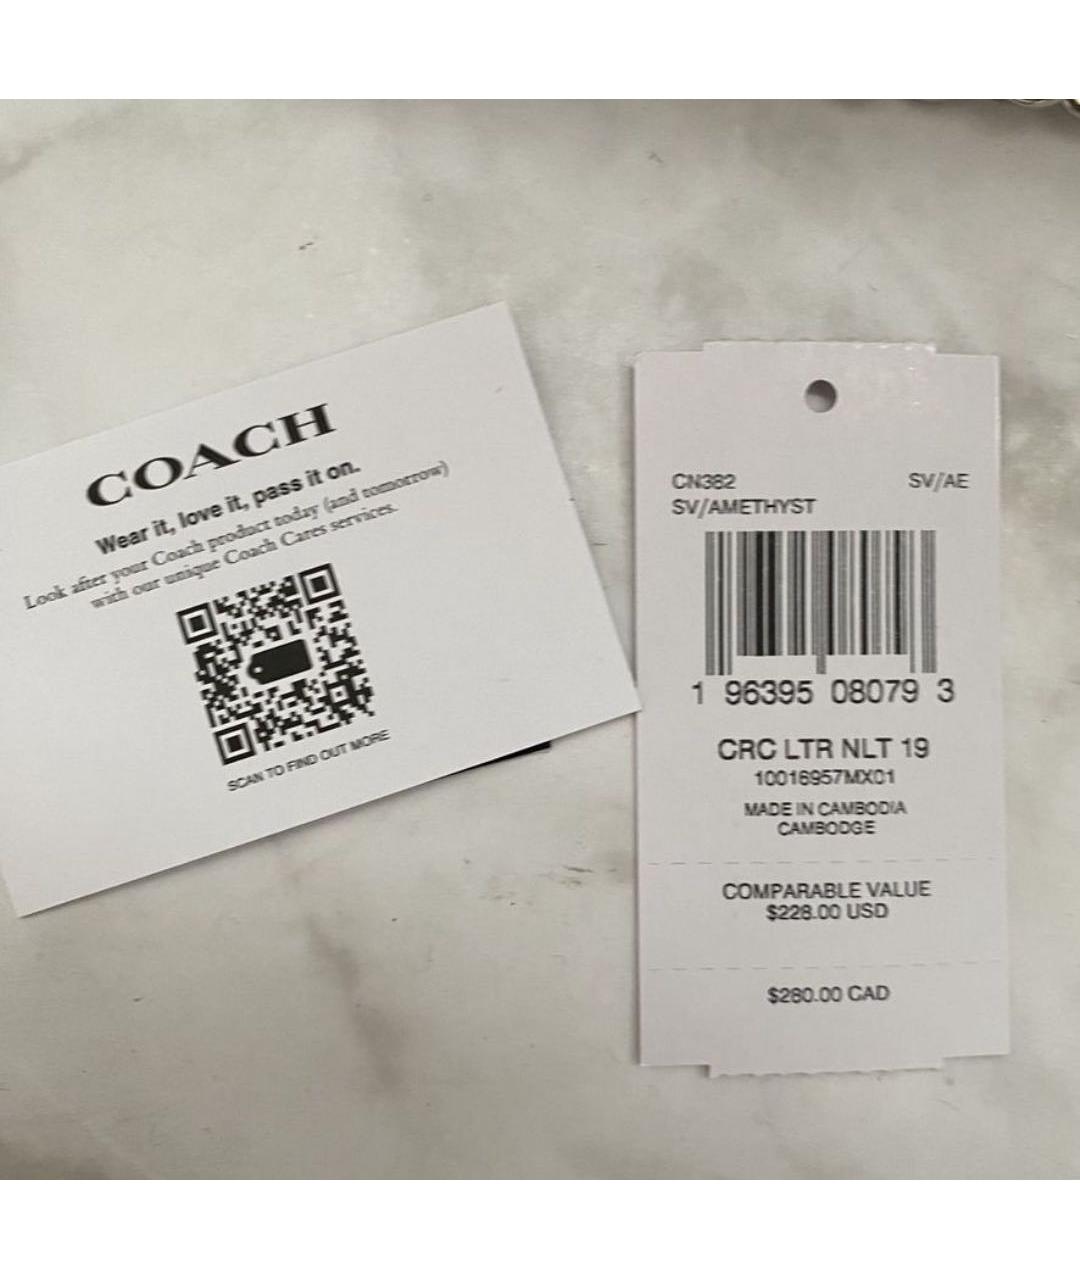 COACH
Wear it, love it, pass it on.
Look after your Coach product today (and tomorrow)
with our unique Coach Cares services.
SCAN TO FIND OUT MORE
CN382 SV/AE
SV/AMETHYST
1 96395 08079 3
CRC LTR NLT 19
10016957MX01
MADE IN CAMBODIA
CAMBODGE
COMPARABLE VALUE
$228.00 USD
$280.00 CAD